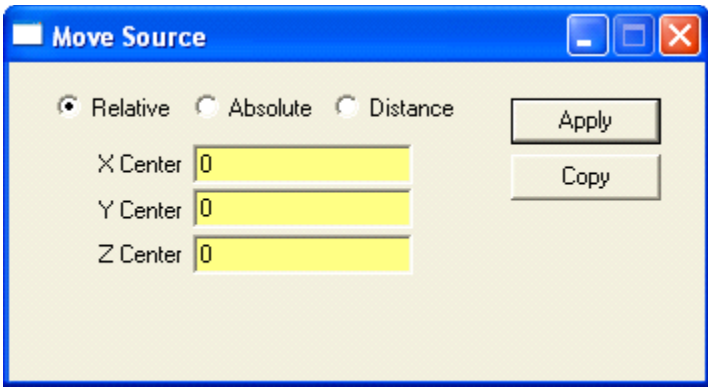 Move Source
Relative Absolute Distance
Apply
X Center 0
Copy
Y Center 0
Z Center 0